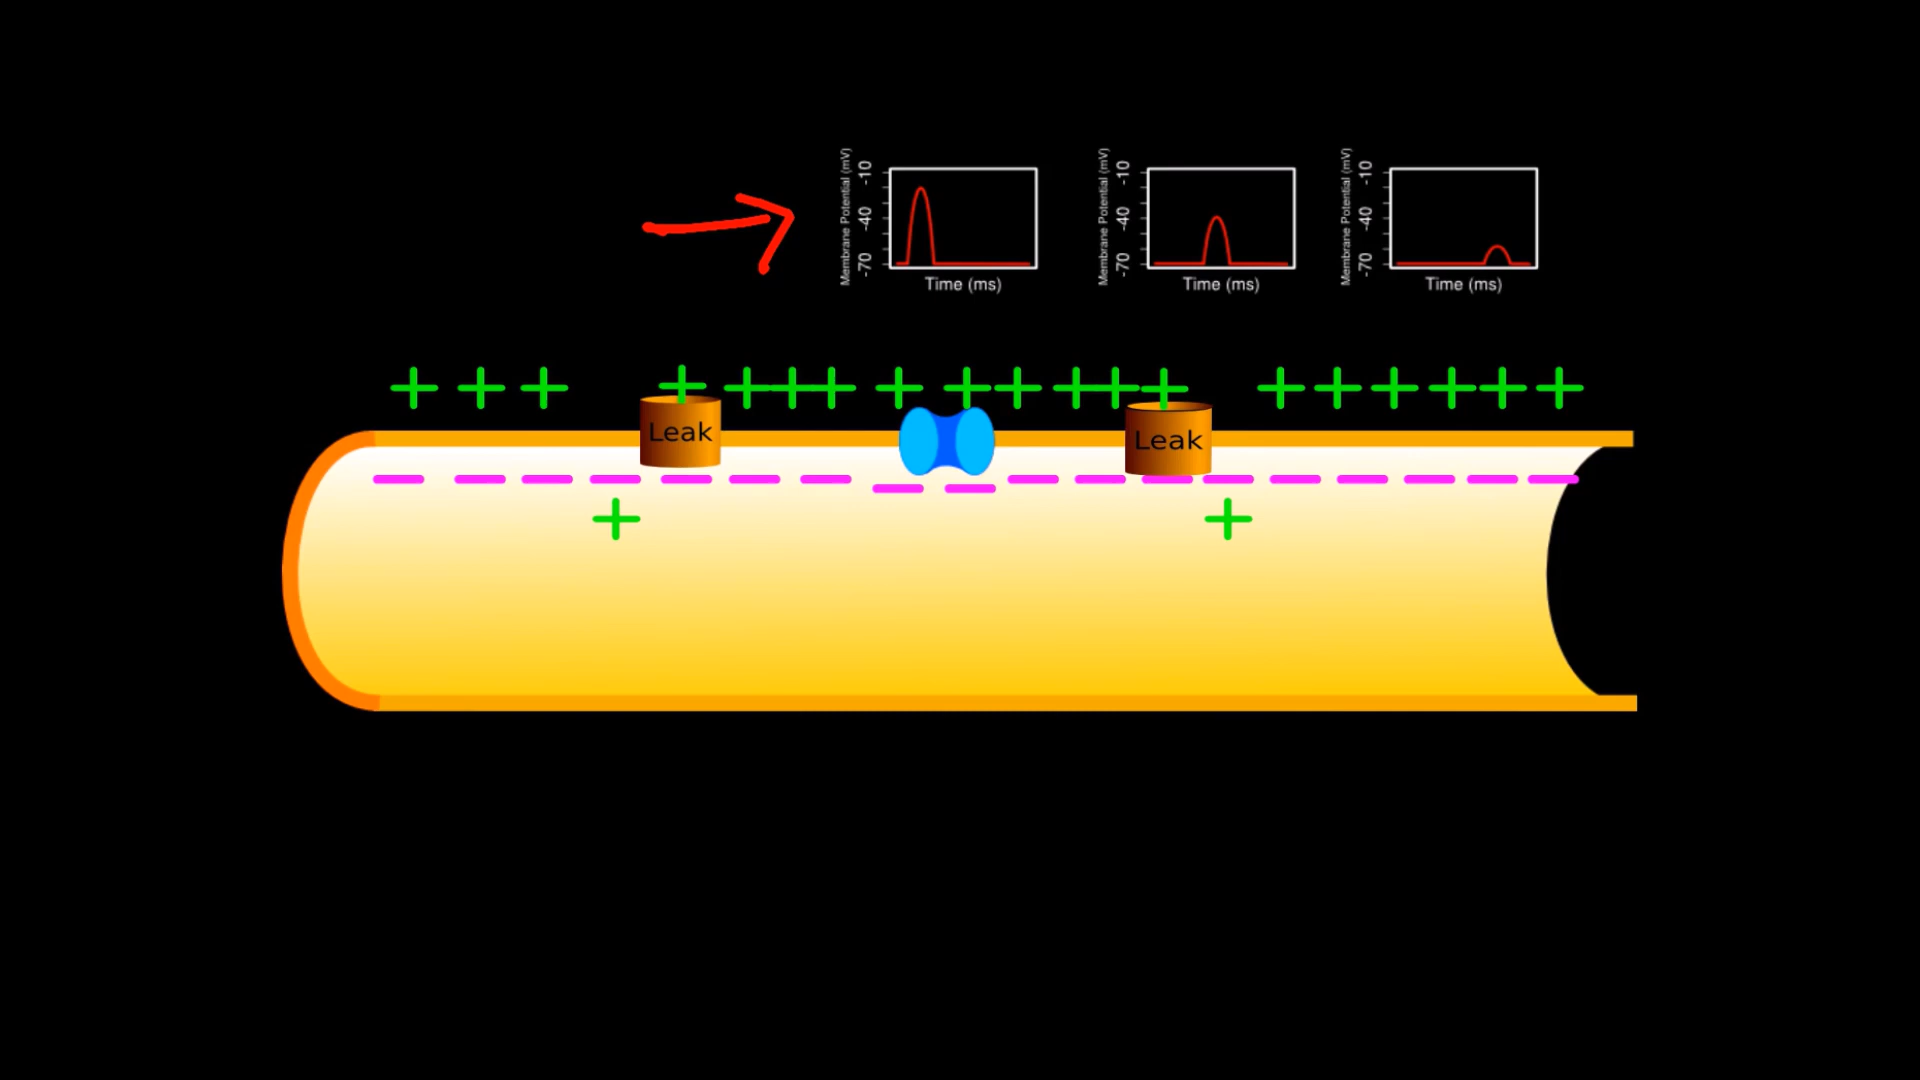 Membrane Potential (mV)
-10
-40
-70
Time (ms)
Membrane Potential (mV)
-10
-40
-70
Time (ms)
Membrane Potential (mV)
-10
-40
-70
Time (ms)
Leak
Leak